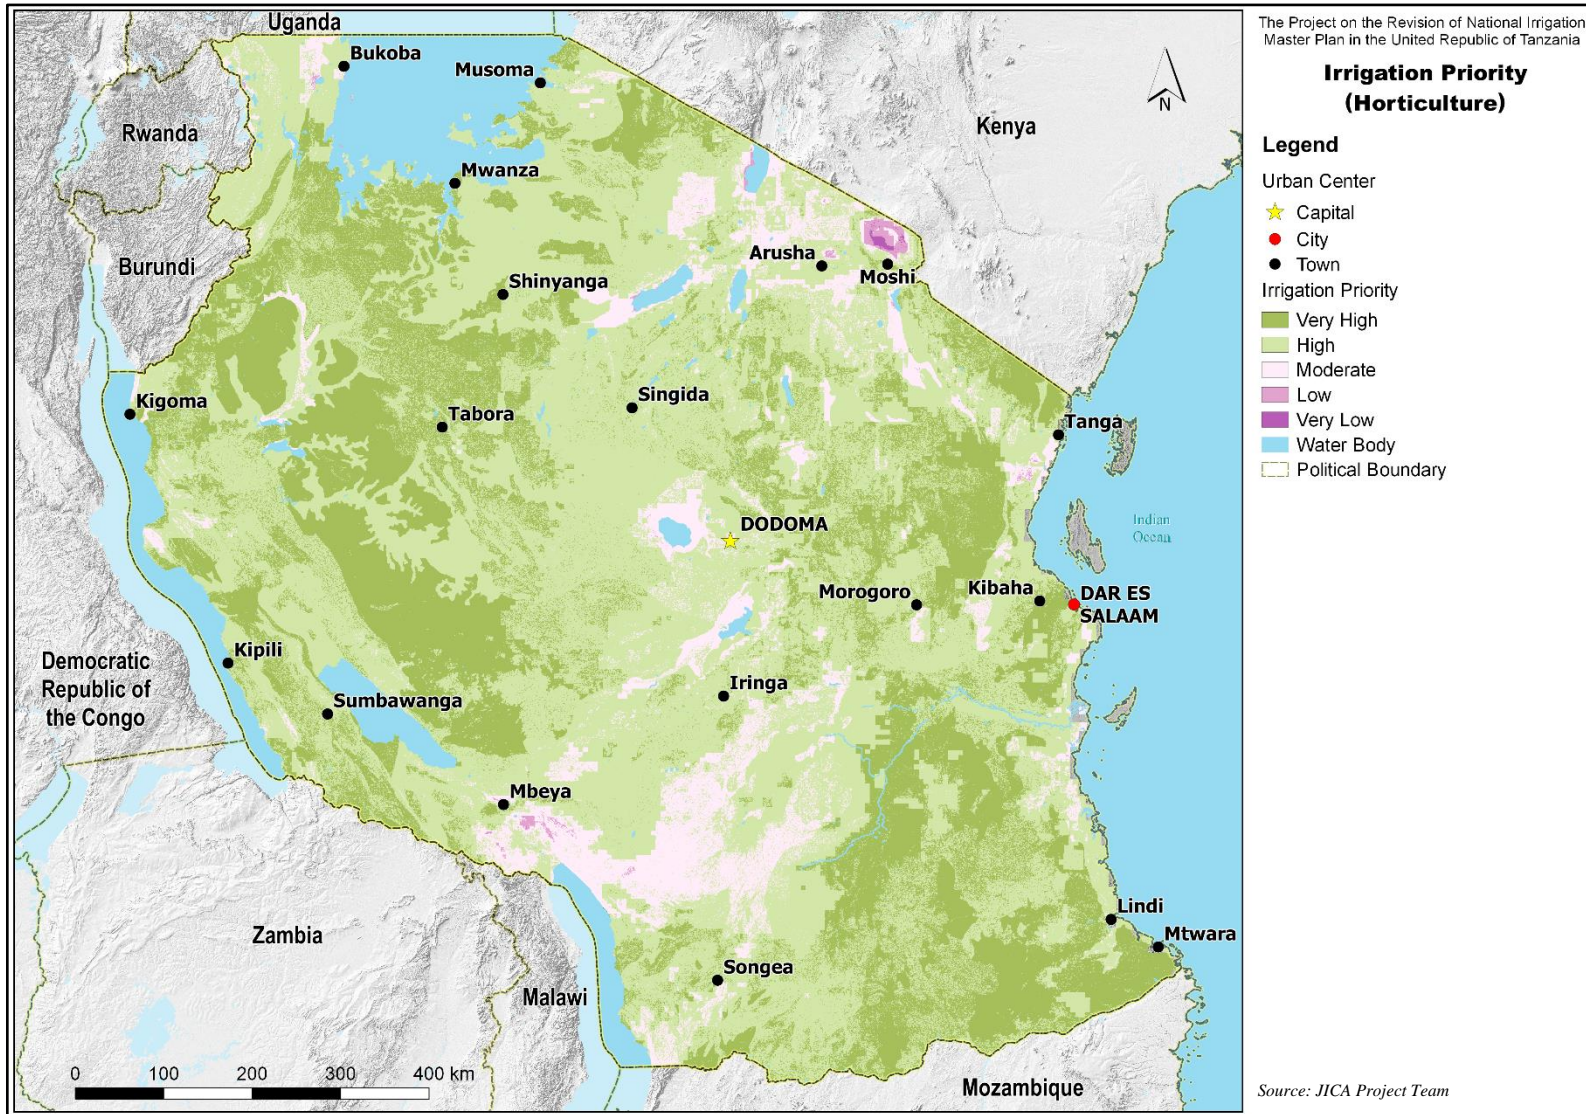 The Project on the Revision of National Irrigation
Master Plan in the United Republic of Tanzania
Irrigation Priority
(Horticulture)
Legend
Urban Center
Capital
City
Town
Irrigation Priority
Very High
High
Moderate
Low
Very Low
Water Body
Political Boundary
Source: JICA Project Team
Uganda
Bukoba
Musoma
N
Kenya
Rwanda
Mwanza
Burundi
Arusha
Moshi
Shinyanga
Kigoma
Singida
Tabora
Tanga
DODOMA
Indian
Ocean
Morogoro
Kibaha
DAR ES
SALAAM
Kipili
Democratic
Republic of
the Congo
Sumbawanga
Iringa
Mbeya
Lindi
Mtwara
Zambia
Songea
Malawi
Mozambique
0 100 200 300 400 km